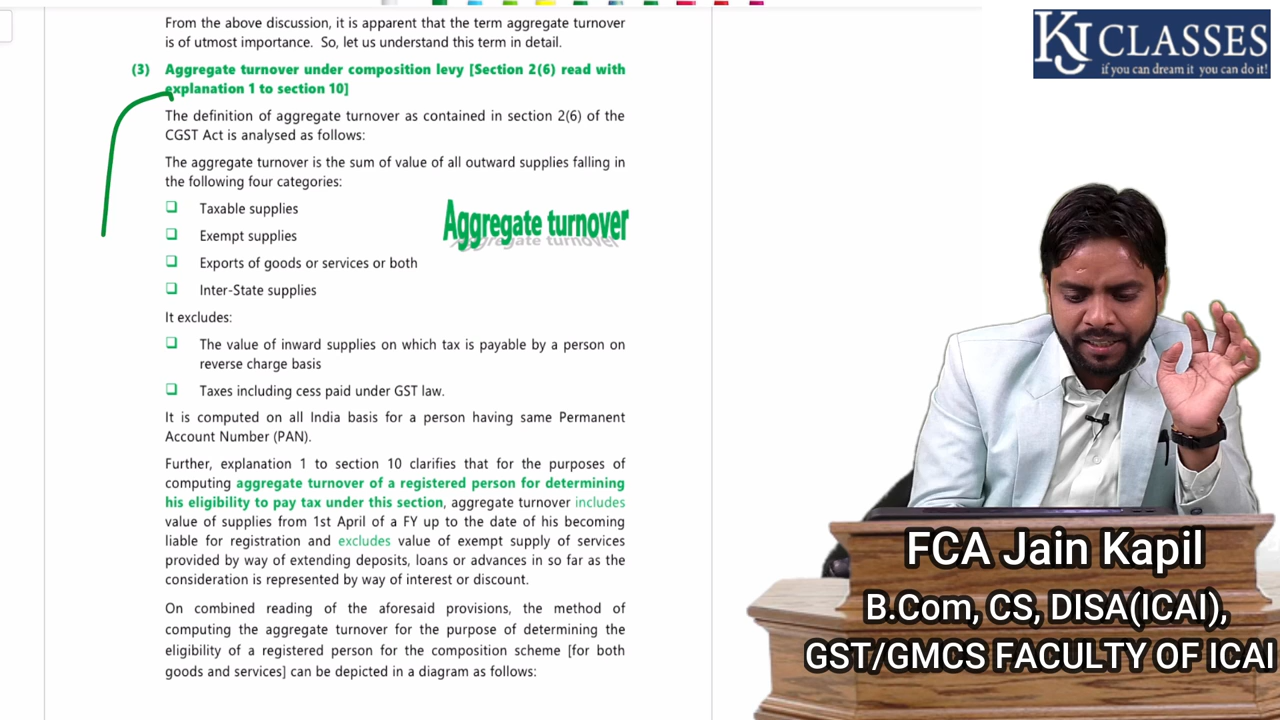 From the above discussion, it is apparent that the term aggregate turnover
is of utmost importance. So, let us understand this term in detail.
(3) Aggregate turnover under composition levy [Section 2(6) read with
explanation 1 to section 10]
The definition of aggregate turnover as contained in section 2(6) of the
CGST Act is analysed as follows:
The aggregate turnover is the sum of value of all outward supplies falling in
the following four categories:
Taxable supplies
Exempt supplies
Exports of goods or services or both
Inter-State supplies
Aggregate turnover
It excludes:
The value of inward supplies on which tax is payable by a person on
reverse charge basis
Taxes including cess paid under GST law.
It is computed on all India basis for a person having same Permanent
Account Number (PAN).
Further, explanation 1 to section 10 clarifies that for the purposes of
computing aggregate turnover of a registered person for determining
his eligibility to pay tax under this section, aggregate turnover includes
value of supplies from 1st April of a FY up to the date of his becoming
liable for registration and excludes value of exempt supply of services
provided by way of extending deposits, loans or advances in so far as the
consideration is represented by way of interest or discount.
On combined reading of the aforesaid provisions, the method of
computing the aggregate turnover for the purpose of determining the
eligibility of a registered person for the composition scheme [for both
goods and services] can be depicted in a diagram as follows:
KJ CLASSES
if you can dream it you can do it!
FCA Jain Kapil
B.Com, CS, DISA(ICAI),
GST/GMCS FACULTY OF ICAI